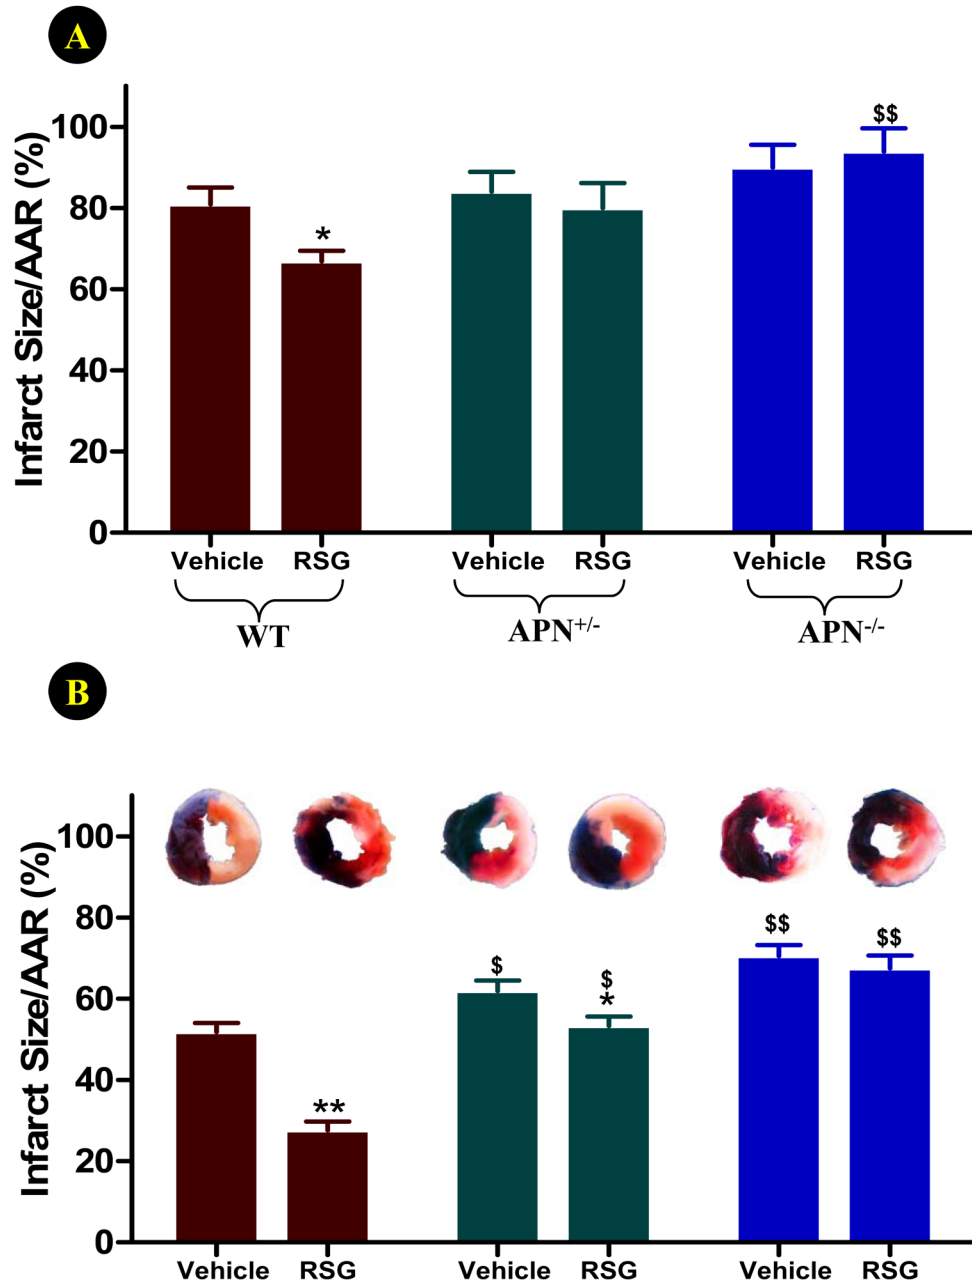 A
Infarct Size/AAR (%)
100
80
60
40
20
0
*
$$
Vehicle RSG Vehicle RSG Vehicle RSG
WT APN+/- APN-/-
B
Infarct Size/AAR (%)
100
80
60
40
20
0
**
$
$
*
$$
$$
Vehicle RSG Vehicle RSG Vehicle RSG